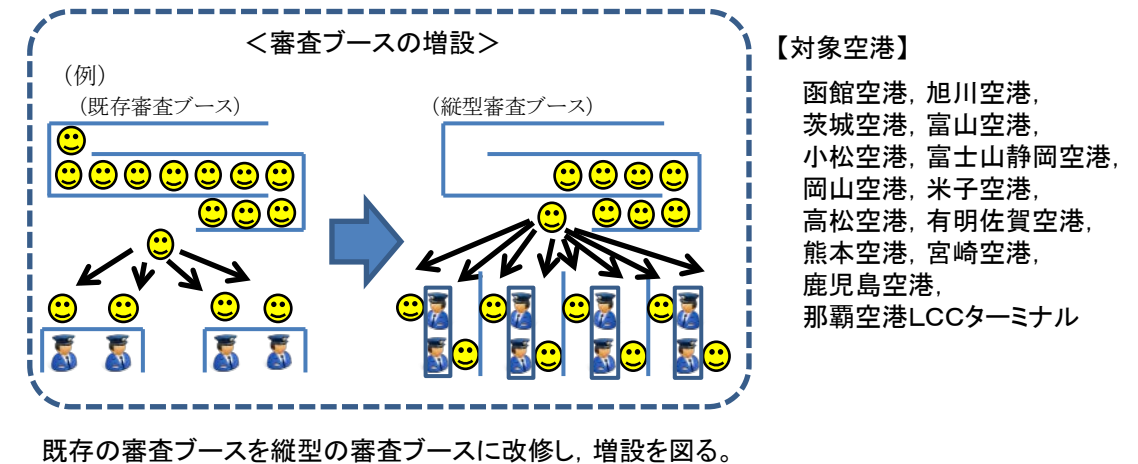 ＜審査ブースの増設＞
（例）
（既存審査ブース）
（縦型審査ブース）
【対象空港】
函館空港，旭川空港，
茨城空港，富山空港，
小松空港，富士山静岡空港，
岡山空港，米子空港，
高松空港，有明佐賀空港，
熊本空港，宮崎空港，
鹿児島空港，
那覇空港ＬＣＣターミナル
既存の審査ブースを縦型の審査ブースに改修し，増設を図る。